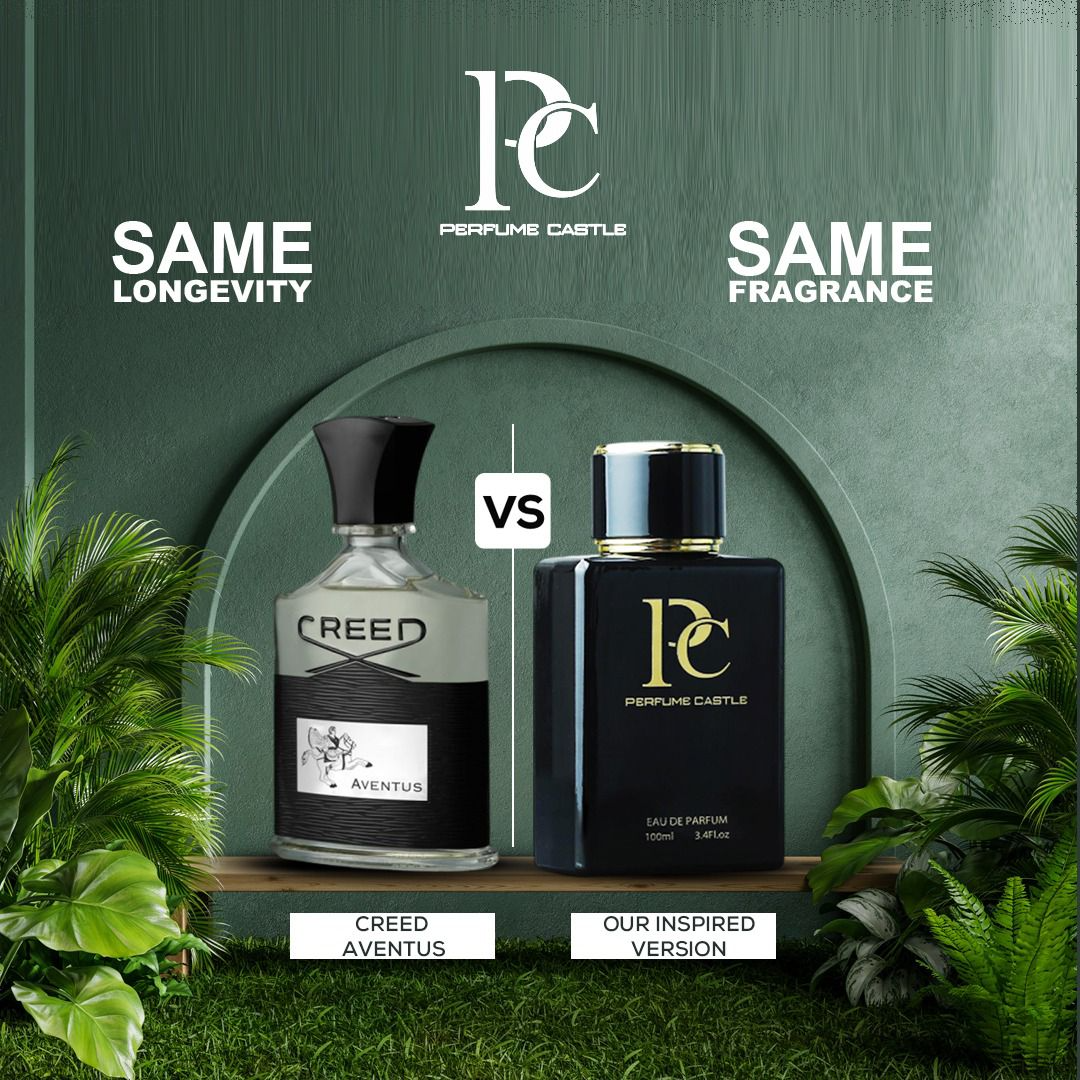 PC
PERFUME CASTLE
SAME
LONGEVITY
SAME
FRAGRANCE
VS
CREED
AVENTUS
PC
PERFUME CASTLE
EAU DE PARFUM
100ml 3.4Fl.oz
CREED
AVENTUS
OUR INSPIRED
VERSION